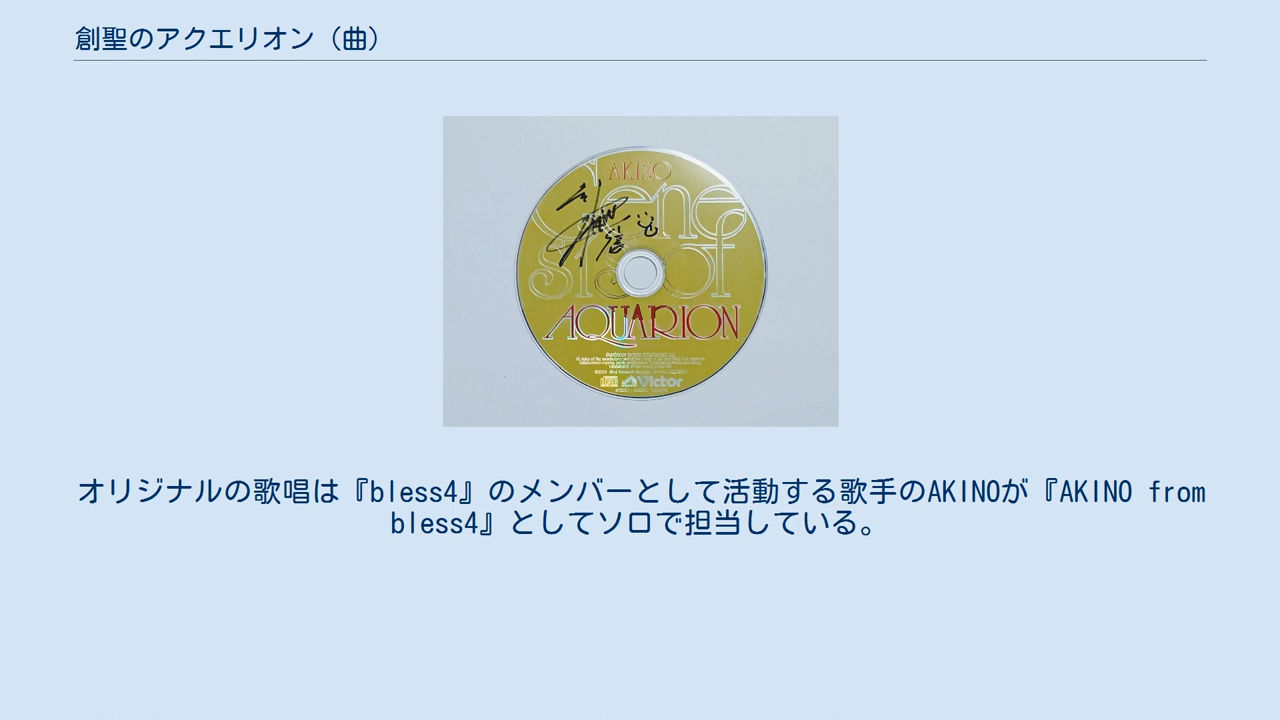 創聖のアクエリオン（曲）
AKINO
Gene
sis of
AQUARION
Victor
オリジナルの歌唱は『bless4』のメンバーとして活動する歌手のAKINOが『AKINO from
bless4』としてソロで担当している。